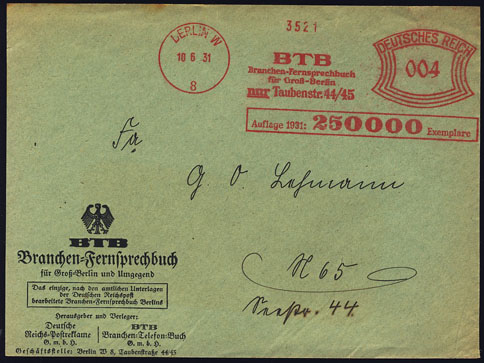 3521
BERLIN W
10 6 31
8
BTB
Branchen-Fernsprechbuch
für Groß-Berlin
nur Taubenstr. 44/45
DEUTSCHES REICH
004
Auflage 1931: 250000 Exemplare
Fa
G O. Lehmann
N 65
Seestr. 44.
BTB
Branchen-Fernsprechbuch
für Groß-Berlin und Umgegend
Das einzige, nach den amtlichen Unterlagen
der Deutschen Reichspost
bearbeitete Branchen-Fernsprechbuch Berlins
Herausgeber und Verleger:
Deutsche
Reichs-Postreklame
G. m. b. H.
BTB
Branchen-Telefon-Buch
G. m. b. H.
Geschäftsstelle: Berlin W 8, Taubenstraße 44/45